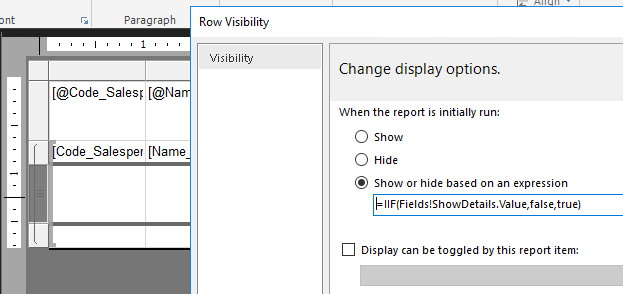 ont
Paragraph
Align
Row Visibility
1
Visibility
Change display options.
[@Code_Salesp
[@Nam
When the report is initially run:
Show
[Code_Salesper
[Name_
Hide
1
Show or hide based on an expression
=IIF(Fields!ShowDetails.Value,false,true)
Display can be toggled by this report item: